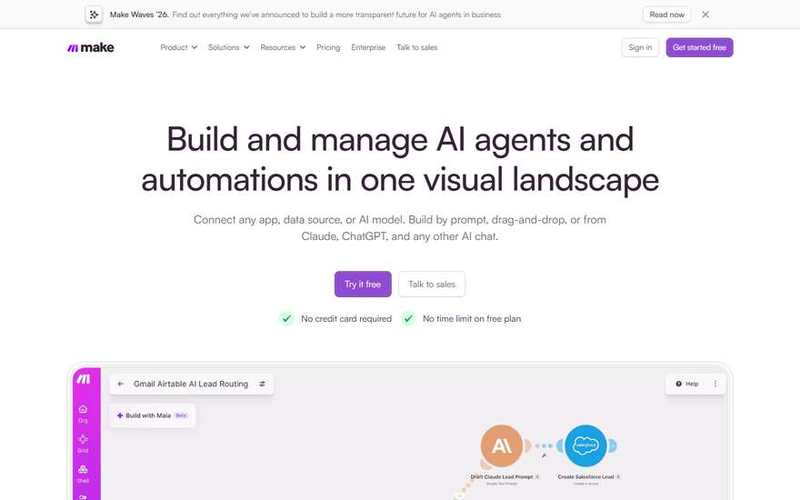 Make Waves '26. Find out everything we've announced to build a more transparent future for AI agents in business
Read now
make
Product
Solutions
Resources
Pricing
Enterprise
Talk to sales
Sign in
Get started free
Build and manage AI agents and
automations in one visual landscape
Connect any app, data source, or AI model. Build by prompt, drag-and-drop, or from
Claude, ChatGPT, and any other AI chat.
Try it free
Talk to sales
No credit card required
No time limit on free plan
Gmail Airtable AI Lead Routing
Help
Build with Maia
Beta
Org
Grid
Draft Claude Lead Prompt
Create Salesforce Lead